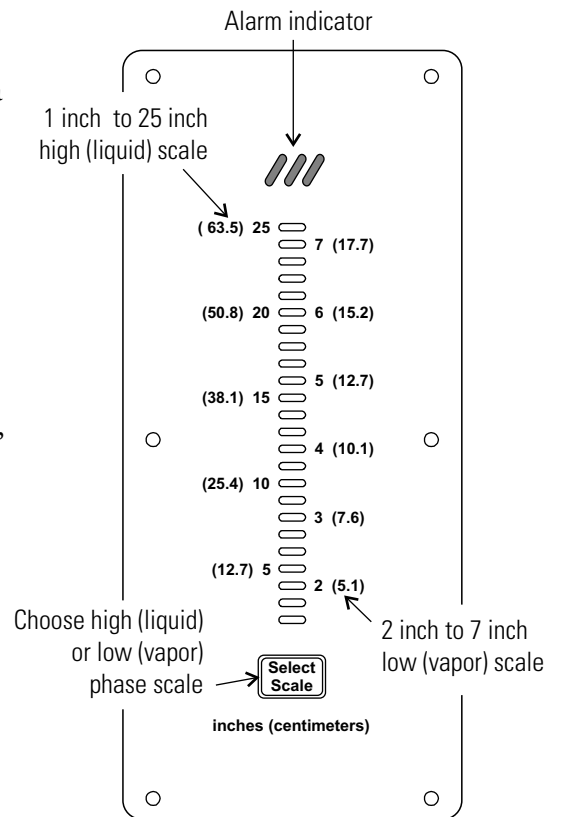 Alarm indicator
1 inch to 25 inch
high (liquid) scale
( 63.5) 25
7 (17.7)
(50.8) 20 6 (15.2)
5 (12.7)
(38.1) 15
4 (10.1)
(25.4) 10
3 (7.6)
(12.7) 5
2 (5.1)
Choose high (liquid)
or low (vapor)
phase scale
2 inch to 7 inch
low (vapor) scale
Select
Scale
inches (centimeters)